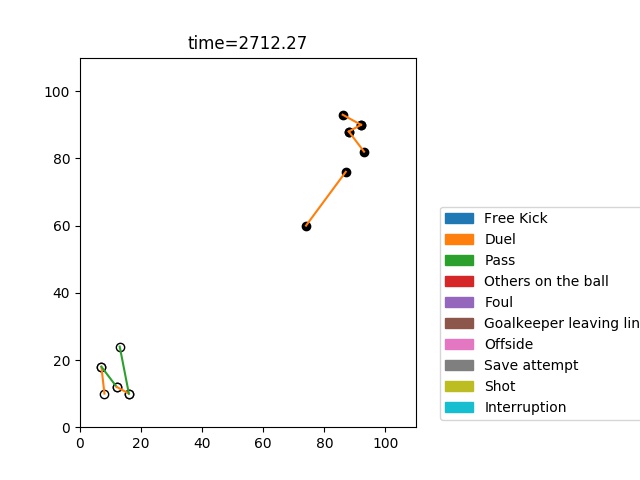 time=2712.27
100
80
60
40
20
0
0 20 40 60 80 100
Free Kick
Duel
Pass
Others on the ball
Foul
Goalkeeper leaving lin
Offside
Save attempt
Shot
Interruption